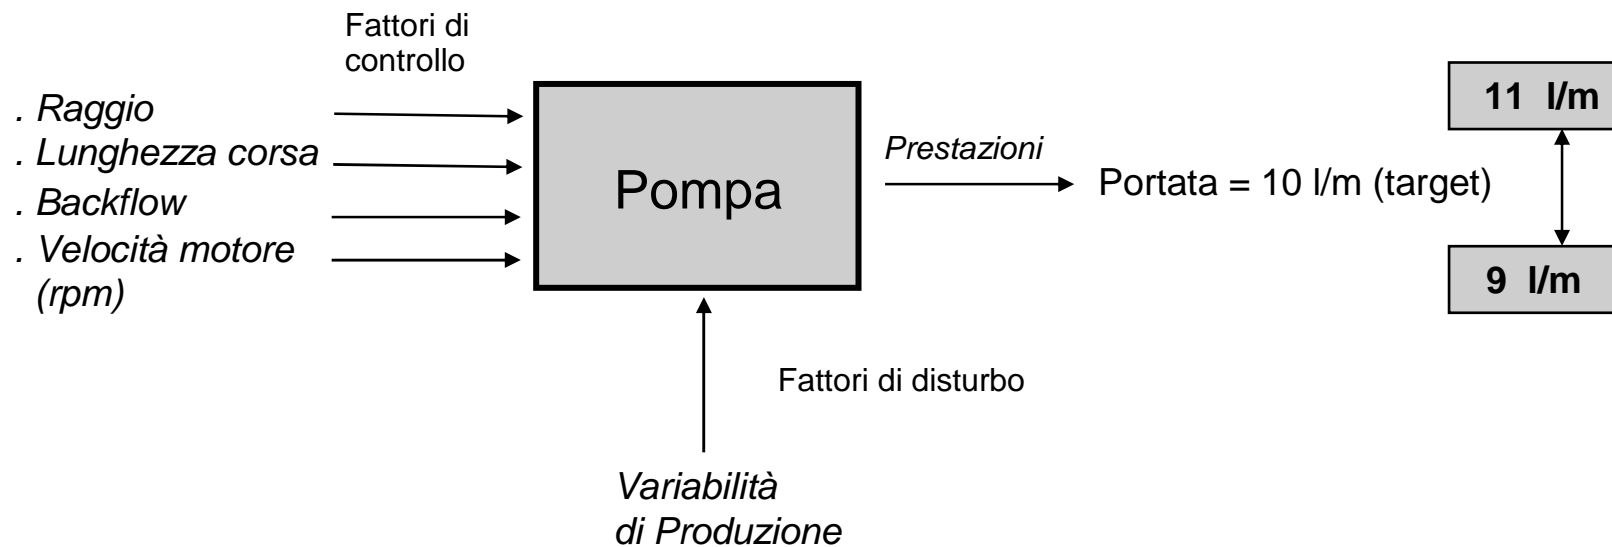 Fattori di
controllo
. Raggio
. Lunghezza corsa
. Backflow
. Velocità motore
(rpm)
Pompa
Prestazioni
Portata = 10 l/m (target)
11 l/m
9 l/m
Fattori di disturbo
Variabilità
di Produzione